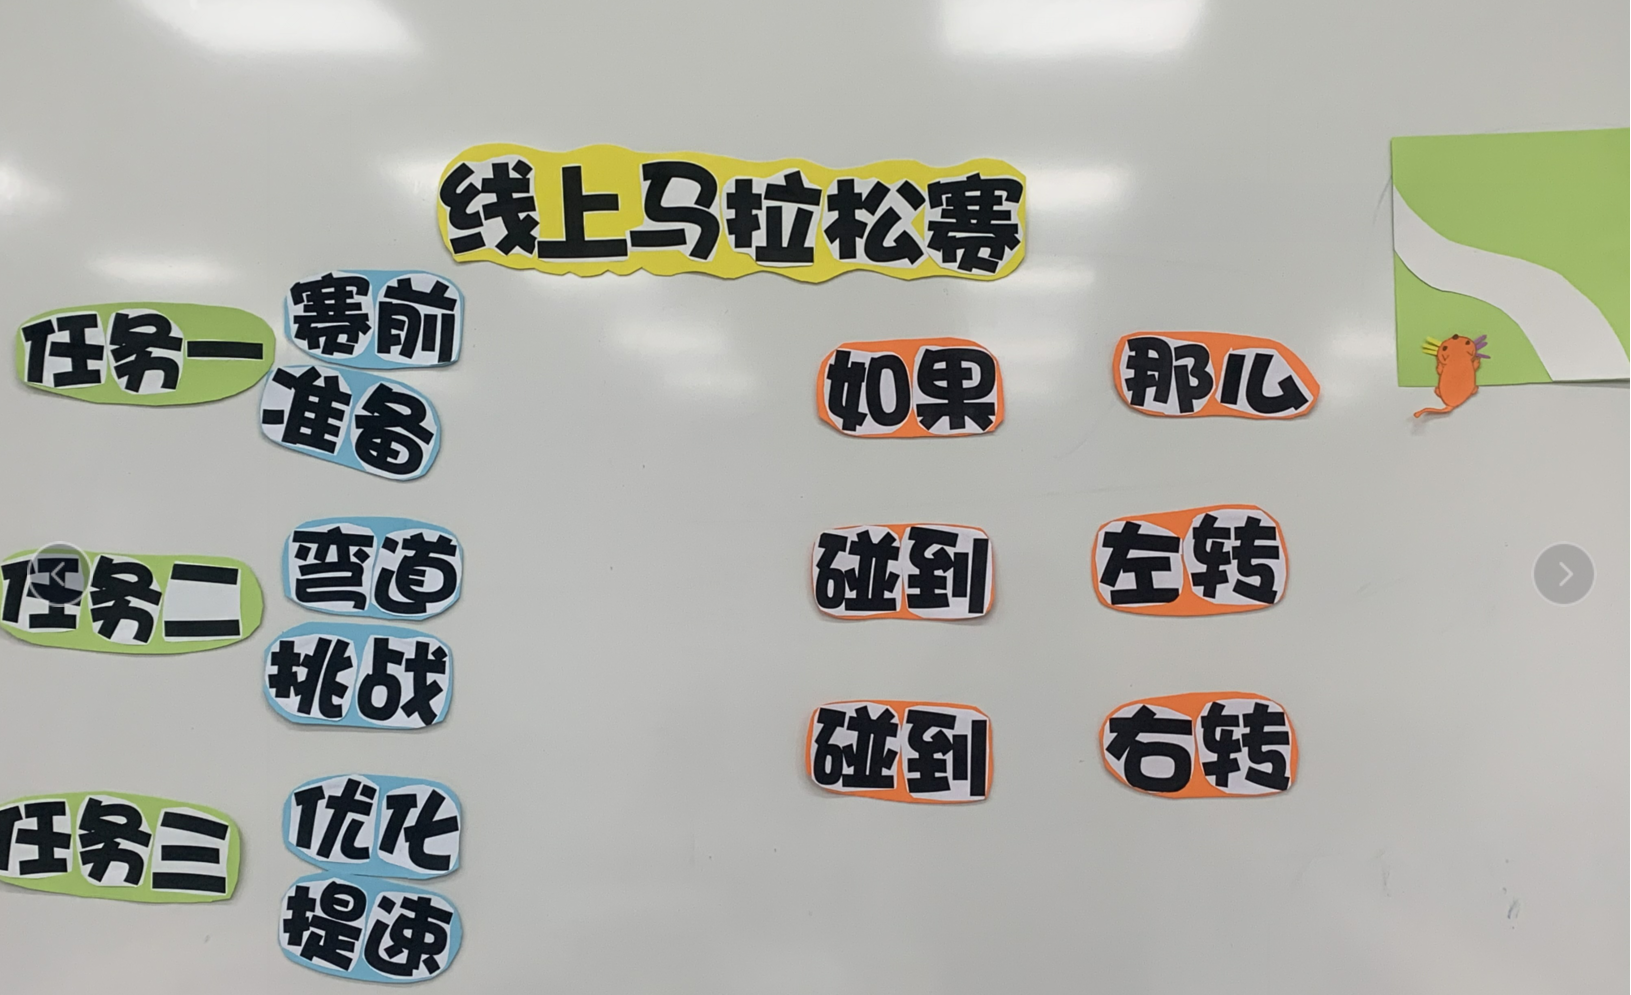 线上马拉松赛
任务一
赛前
准备
任务二
弯道
挑战
任务三
优化
提速
如果
那么
碰到
左转
碰到
右转